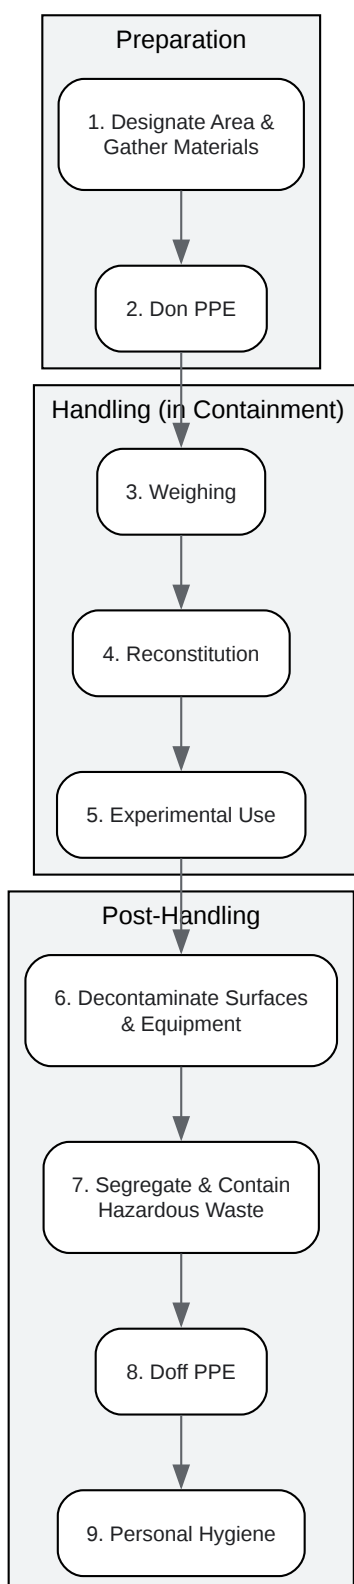 Preparation
1. Designate Area &
Gather Materials
2. Don PPE
Handling (in Containment)
3. Weighing
4. Reconstitution
5. Experimental Use
Post-Handling
6. Decontaminate Surfaces
& Equipment
7. Segregate & Contain
Hazardous Waste
8. Doff PPE
9. Personal Hygiene